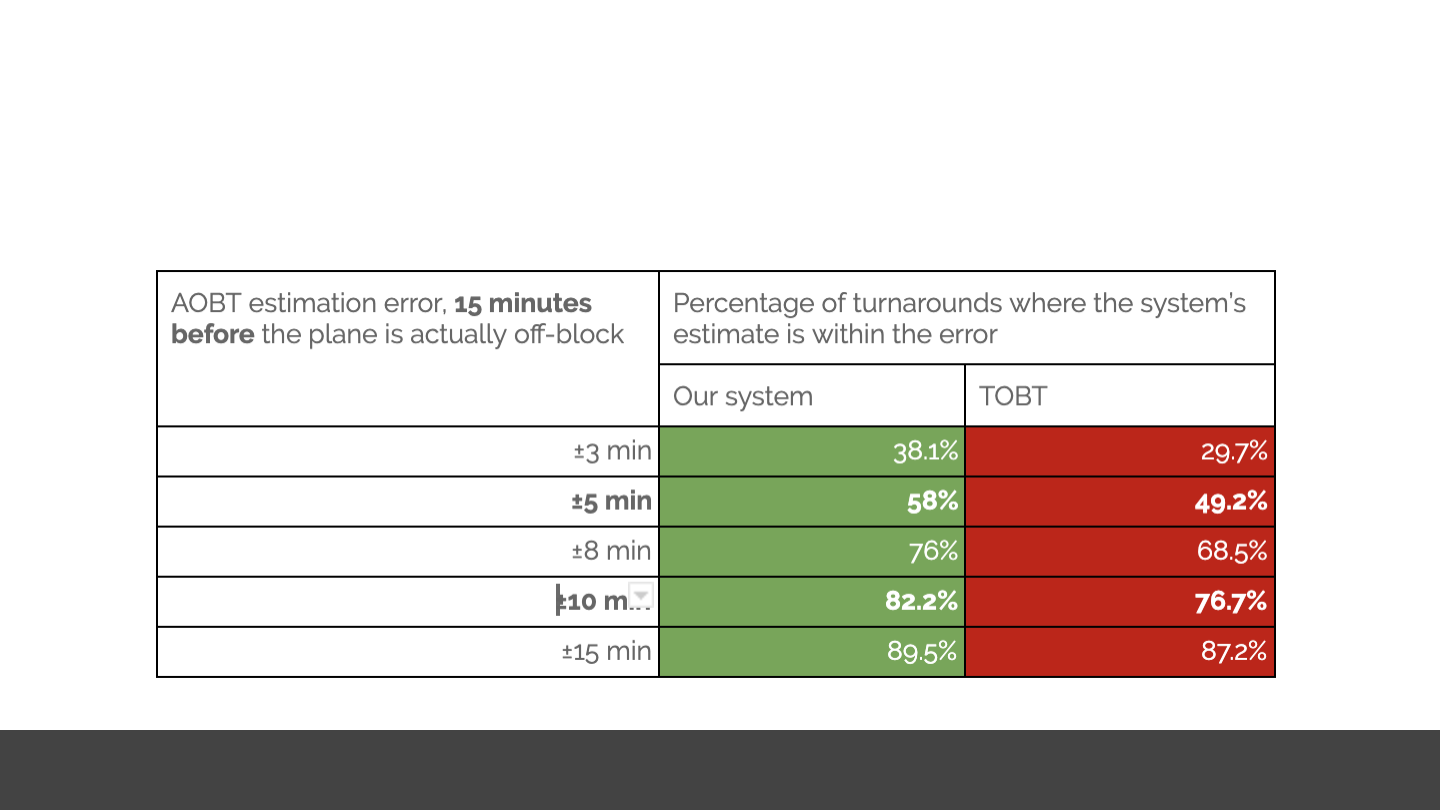 AOBT estimation error, 15 minutes
before the plane is actually off-block
Percentage of turnarounds where the system's
estimate is within the error
Our system
TOBT
±3 min
38.1%
29.7%
±5 min
58%
49.2%
±8 min
76%
68.5%
±10
82.2%
76.7%
±15 min
89.5%
87.2%